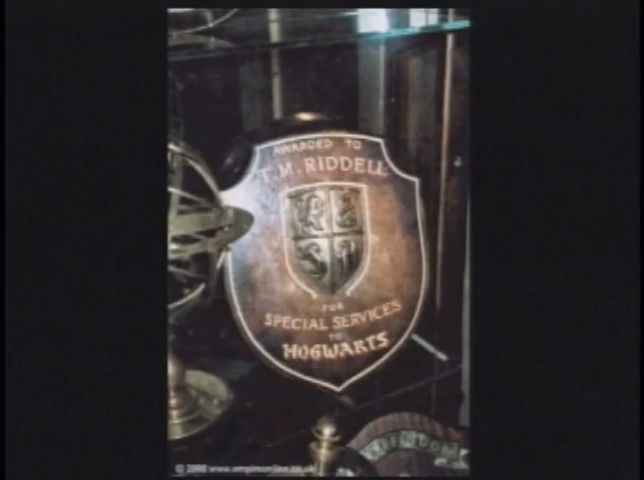 AWARDED TO
T.M. RIDDELL
FOR
SPECIAL SERVICES
TO
HOGWARTS